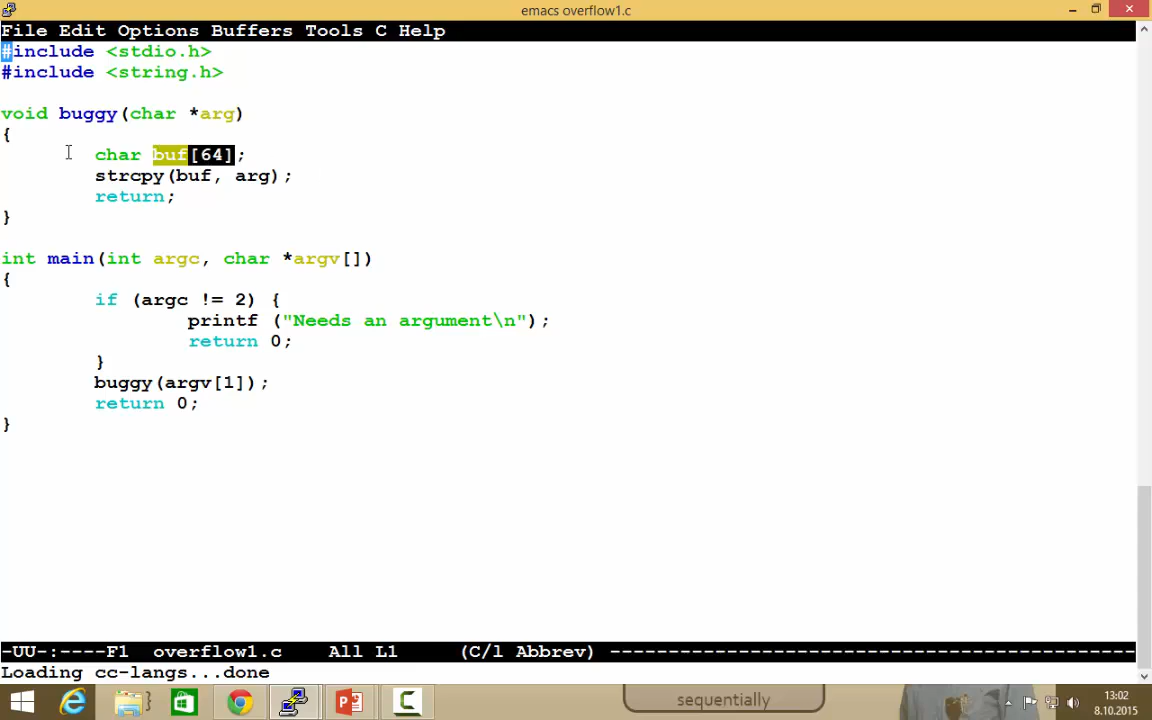 emacs overflow1.c
File Edit Options Buffers Tools C Help
#include <stdio.h>
#include <string.h>
void buggy(char *arg)
{
char buf[64];
strcpy(buf, arg);
return;
}
int main(int argc, char *argv[])
{
if (argc != 2) {
printf ("Needs an argument\n");
return 0;
}
buggy(argv[1]);
return 0;
}
-UU-:----F1 overflow1.c All L1 (C/l Abbrev) ----------------------------------------------
Loading cc-langs...done
sequentially
13:02
8.10.2015